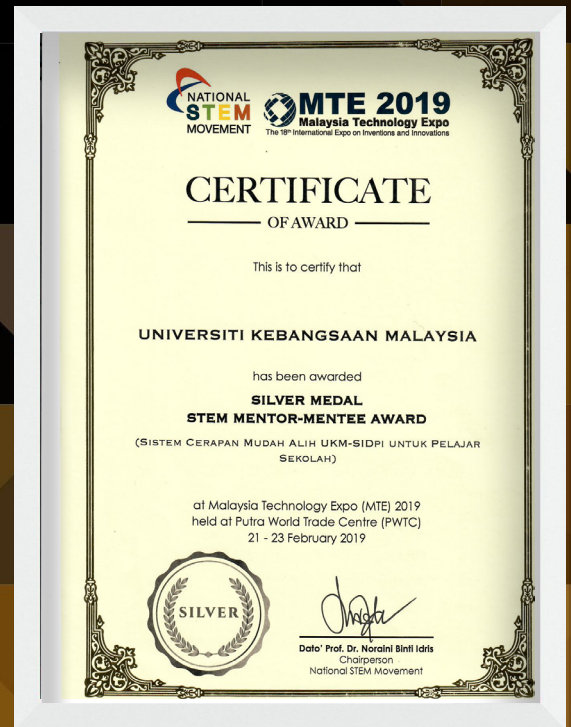 NATIONAL
STEM
MOVEMENT
MTE 2019
Malaysia Technology Expo
The 18th International Expo on Inventions and Innovations
CERTIFICATE
OF AWARD
This is to certify that
UNIVERSITI KEBANGSAAN MALAYSIA
has been awarded
SILVER MEDAL
STEM MENTOR-MENTEE AWARD
(SISTEM CERAPAN MUDAH ALIH UKM-SIDPI UNTUK PELAJAR
SEKOLAH)
at Malaysia Technology Expo (MTE) 2019
held at Putra World Trade Centre (PWTC)
21 - 23 February 2019
SILVER
Dato' Prof. Dr. Noraini Binti Idris
Chairperson
National STEM Movement